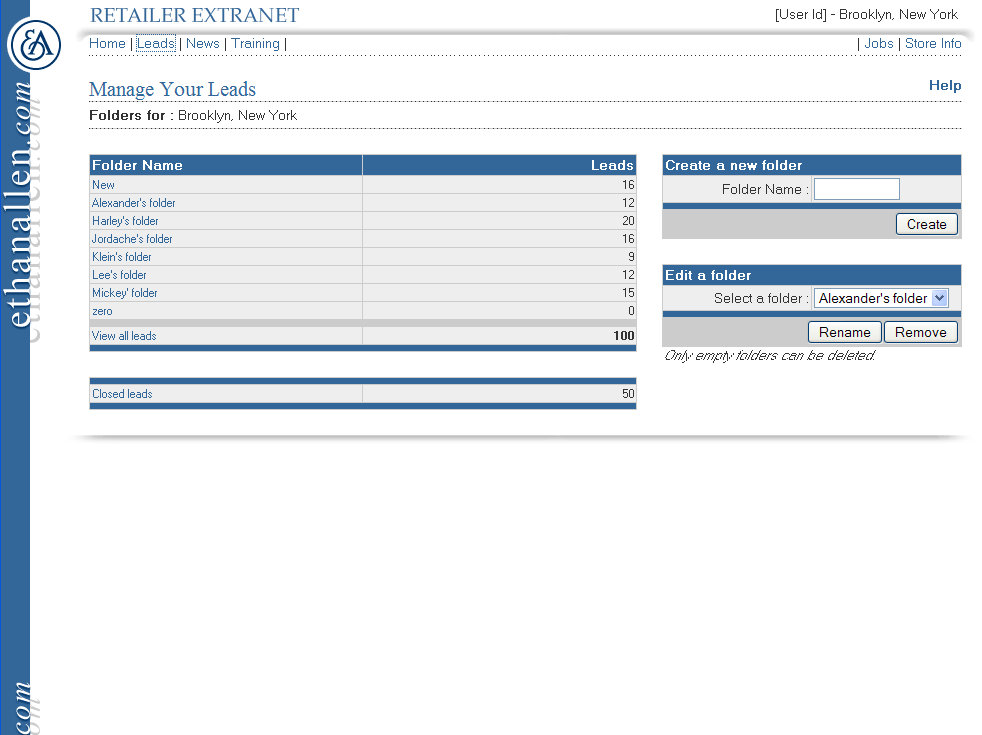 RETAILER EXTRANET
[User Id] - Brooklyn, New York
Home | Leads | News | Training |
| Jobs | Store Info
Manage Your Leads
Help
Folders for : Brooklyn, New York
Folder Name Leads
New 16
Alexander's folder 12
Harley's folder 20
Jordache's folder 16
Klein's folder 9
Lee's folder 12
Mickey' folder 15
zero 0
View all leads 100
Closed leads 50
Create a new folder
Folder Name :
Create
Edit a folder
Select a folder : Alexander's folder
Rename Remove
Only empty folders can be deleted.
EA
ethanallen.com
com